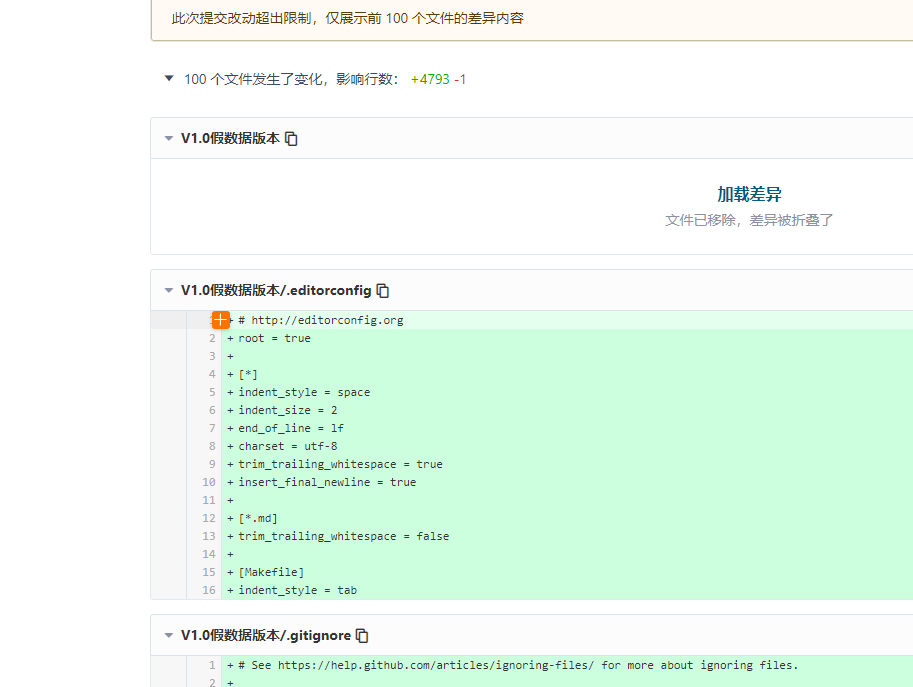 此次提交改动超出限制，仅展示前 100 个文件的差异内容
100 个文件发生了变化，影响行数： +4793 -1
V1.0假数据版本
加载差异
文件已移除，差异被折叠了
V1.0假数据版本/.editorconfig
+ # http://editorconfig.org
2 + root = true
3 +
4 + [*]
5 + indent_style = space
6 + indent_size = 2
7 + end_of_line = lf
8 + charset = utf-8
9 + trim_trailing_whitespace = true
10 + insert_final_newline = true
11 +
12 + [*.md]
13 + trim_trailing_whitespace = false
14 +
15 + [Makefile]
16 + indent_style = tab
V1.0假数据版本/.gitignore
1 + # See https://help.github.com/articles/ignoring-files/ for more about ignoring files.
2 +